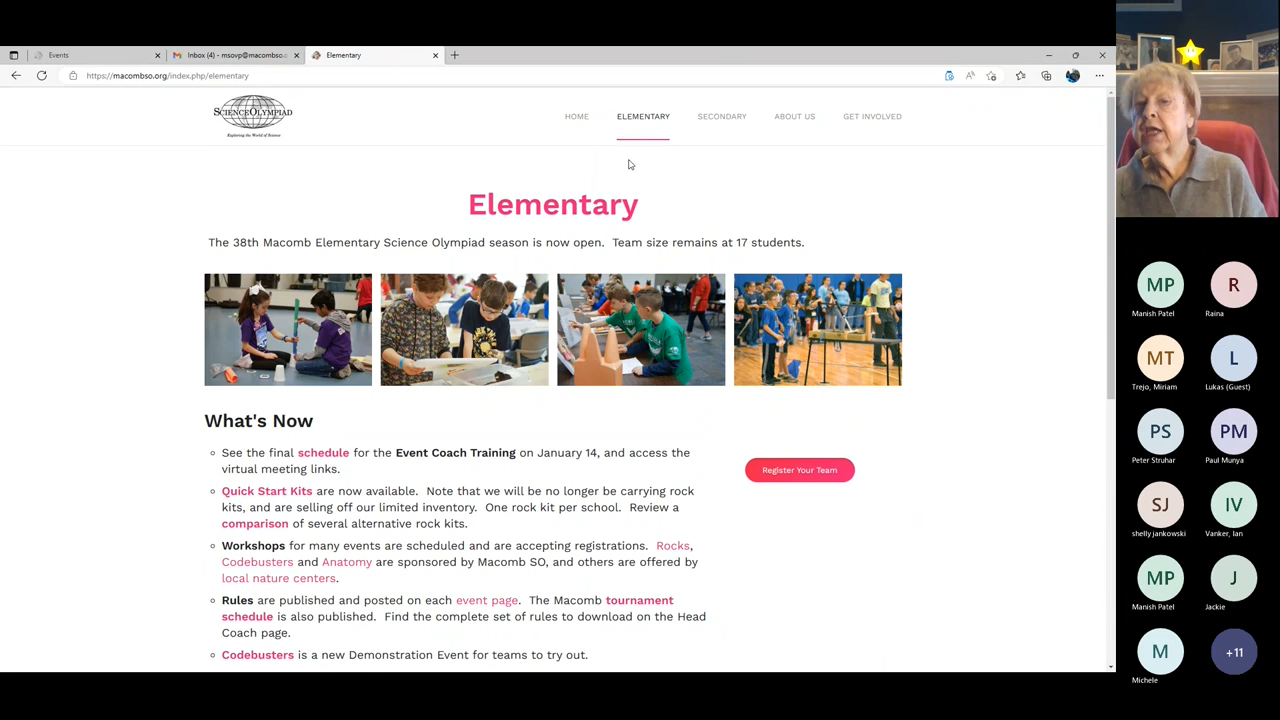 Events
Inbox (4) - msovp@macombso.
Elementary
https://macombso.org/index.php/elementary
SCIENCE OLYMPIAD
Exploring the World of Science
HOME
ELEMENTARY
SECONDARY
ABOUT US
GET INVOLVED
Elementary
The 38th Macomb Elementary Science Olympiad season is now open. Team size remains at 17 students.
What's Now
See the final schedule for the Event Coach Training on January 14, and access the
virtual meeting links.
Quick Start Kits are now available. Note that we will be no longer be carrying rock
kits, and are selling off our limited inventory. One rock kit per school. Review a
comparison of several alternative rock kits.
Workshops for many events are scheduled and are accepting registrations. Rocks,
Codebusters and Anatomy are sponsored by Macomb SO, and others are offered by
local nature centers.
Rules are published and posted on each event page. The Macomb tournament
schedule is also published. Find the complete set of rules to download on the Head
Coach page.
Codebusters is a new Demonstration Event for teams to try out.
Register Your Team
MP
Manish Patel
R
Raina
MT
Trejo, Miriam
L
Lukas (Guest)
PS
Peter Struhar
PM
Paul Munya
SJ
shelly jankowski
IV
Vanker, Ian
MP
Manish Patel
J
Jackie
M
Michele
+11